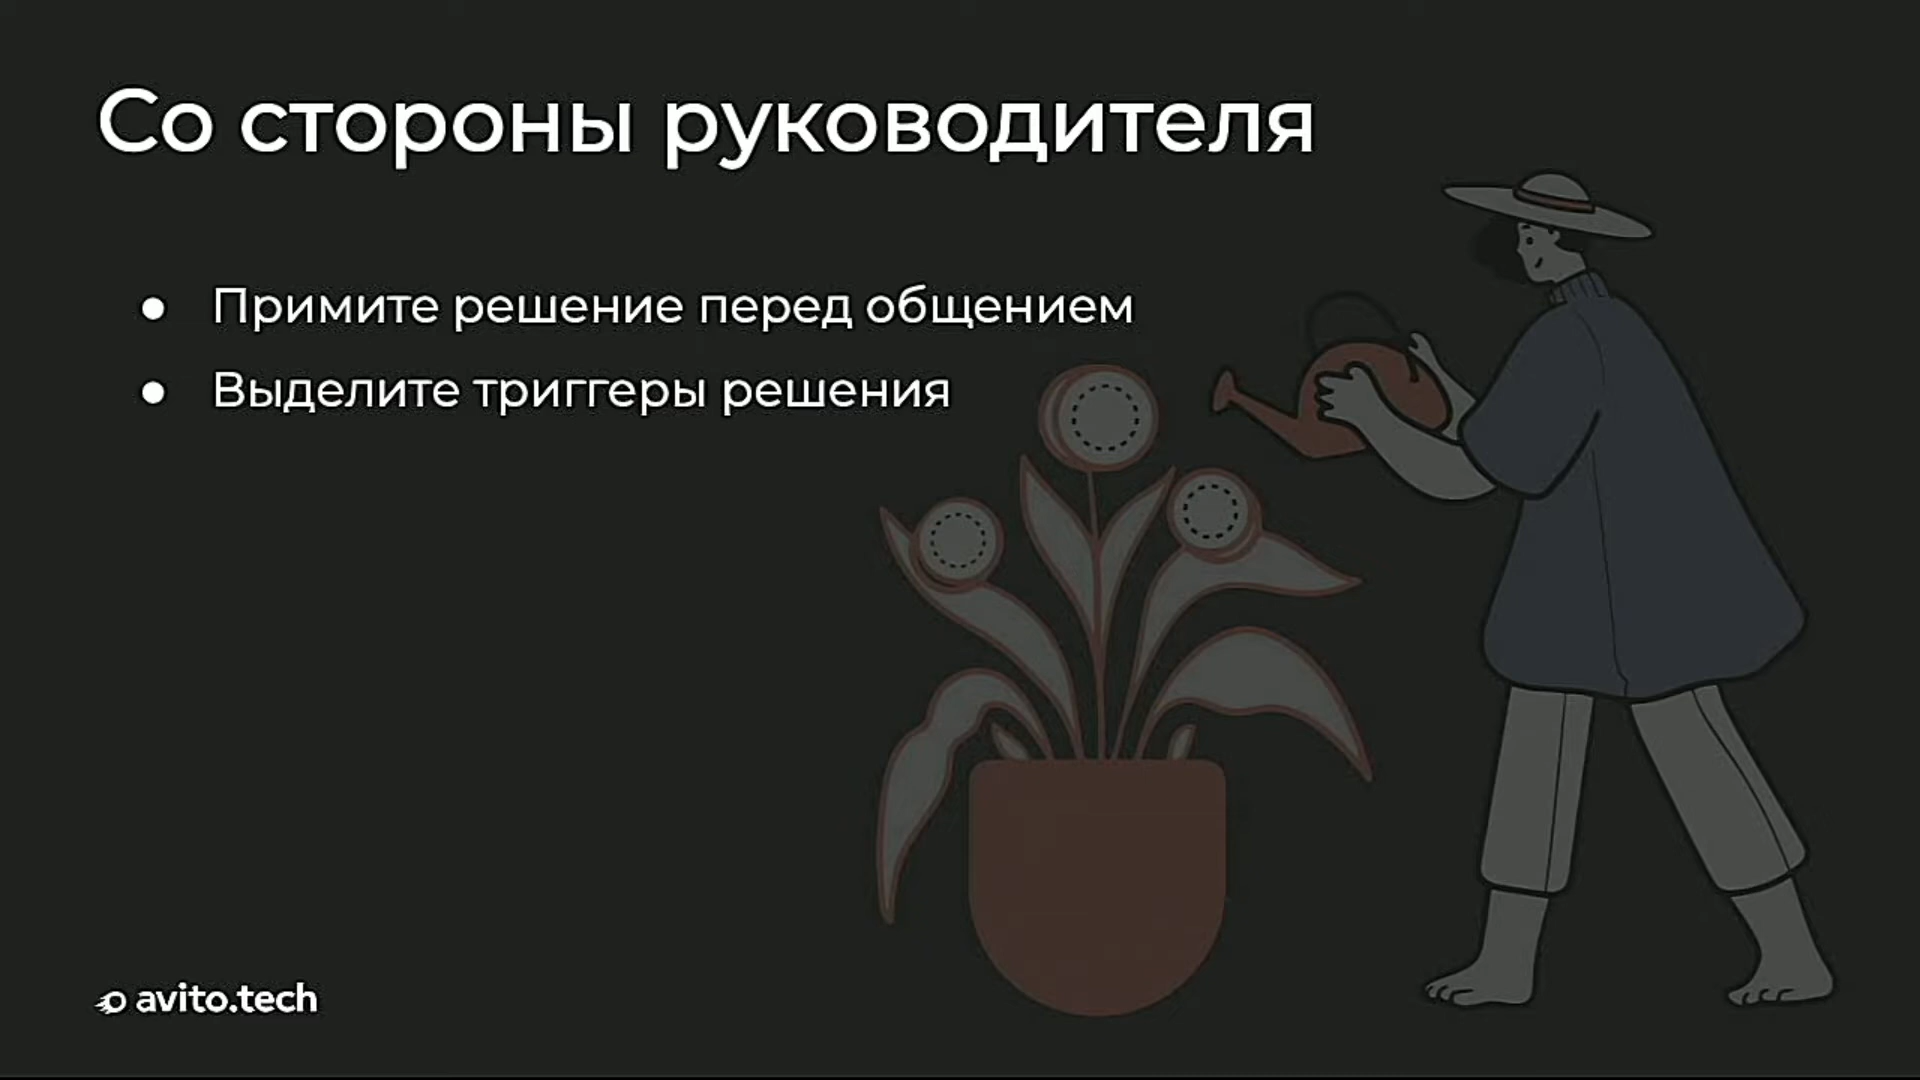 Со стороны руководителя
● Примите решение перед общением
● Выделите триггеры решения
avito.tech